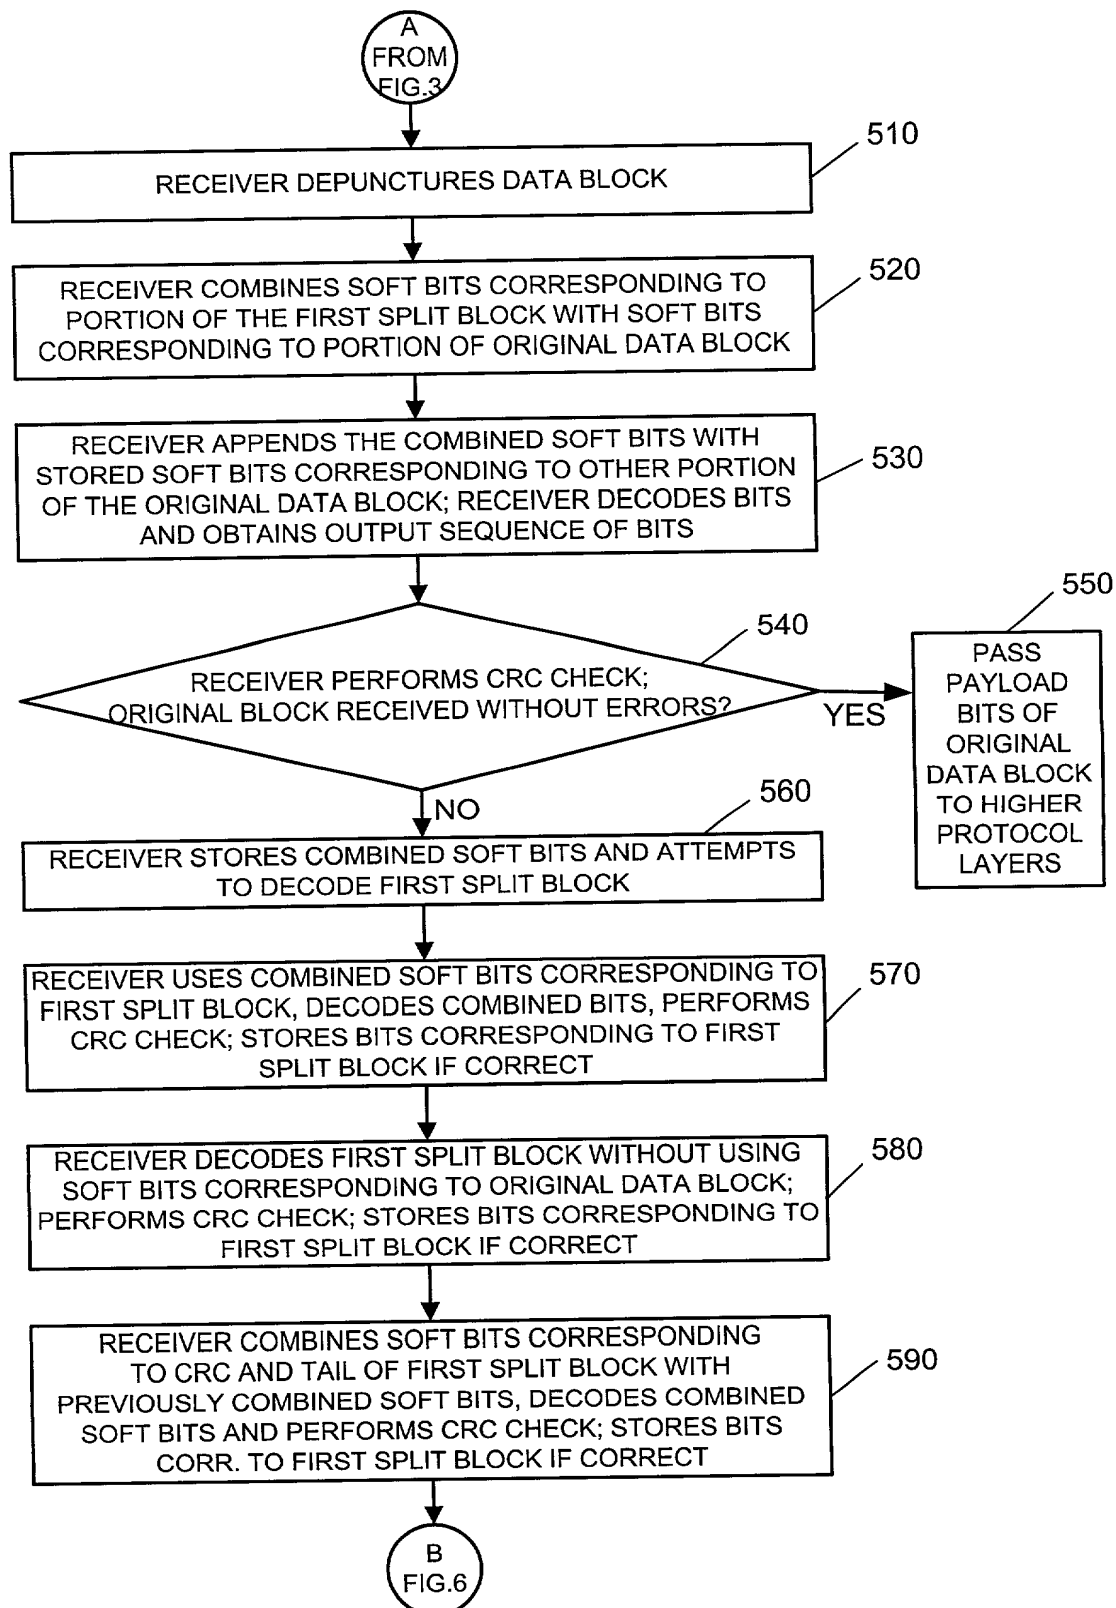 A
FROM
FIG.3
510
RECEIVER DEPUNCTURES DATA BLOCK
520
RECEIVER COMBINES SOFT BITS CORRESPONDING TO
PORTION OF THE FIRST SPLIT BLOCK WITH SOFT BITS
CORRESPONDING TO PORTION OF ORIGINAL DATA BLOCK
530
RECEIVER APPENDS THE COMBINED SOFT BITS WITH
STORED SOFT BITS CORRESPONDING TO OTHER PORTION
OF THE ORIGINAL DATA BLOCK; RECEIVER DECODES BITS
AND OBTAINS OUTPUT SEQUENCE OF BITS
540
RECEIVER PERFORMS CRC CHECK;
ORIGINAL BLOCK RECEIVED WITHOUT ERRORS?
YES
550
PASS
PAYLOAD
BITS OF
ORIGINAL
DATA BLOCK
TO HIGHER
PROTOCOL
LAYERS
NO
560
RECEIVER STORES COMBINED SOFT BITS AND ATTEMPTS
TO DECODE FIRST SPLIT BLOCK
570
RECEIVER USES COMBINED SOFT BITS CORRESPONDING TO
FIRST SPLIT BLOCK, DECODES COMBINED BITS, PERFORMS
CRC CHECK; STORES BITS CORRESPONDING TO FIRST
SPLIT BLOCK IF CORRECT
580
RECEIVER DECODES FIRST SPLIT BLOCK WITHOUT USING
SOFT BITS CORRESPONDING TO ORIGINAL DATA BLOCK;
PERFORMS CRC CHECK; STORES BITS CORRESPONDING TO
FIRST SPLIT BLOCK IF CORRECT
590
RECEIVER COMBINES SOFT BITS CORRESPONDING
TO CRC AND TAIL OF FIRST SPLIT BLOCK WITH
PREVIOUSLY COMBINED SOFT BITS, DECODES COMBINED
SOFT BITS AND PERFORMS CRC CHECK; STORES BITS
CORR. TO FIRST SPLIT BLOCK IF CORRECT
B
FIG.6